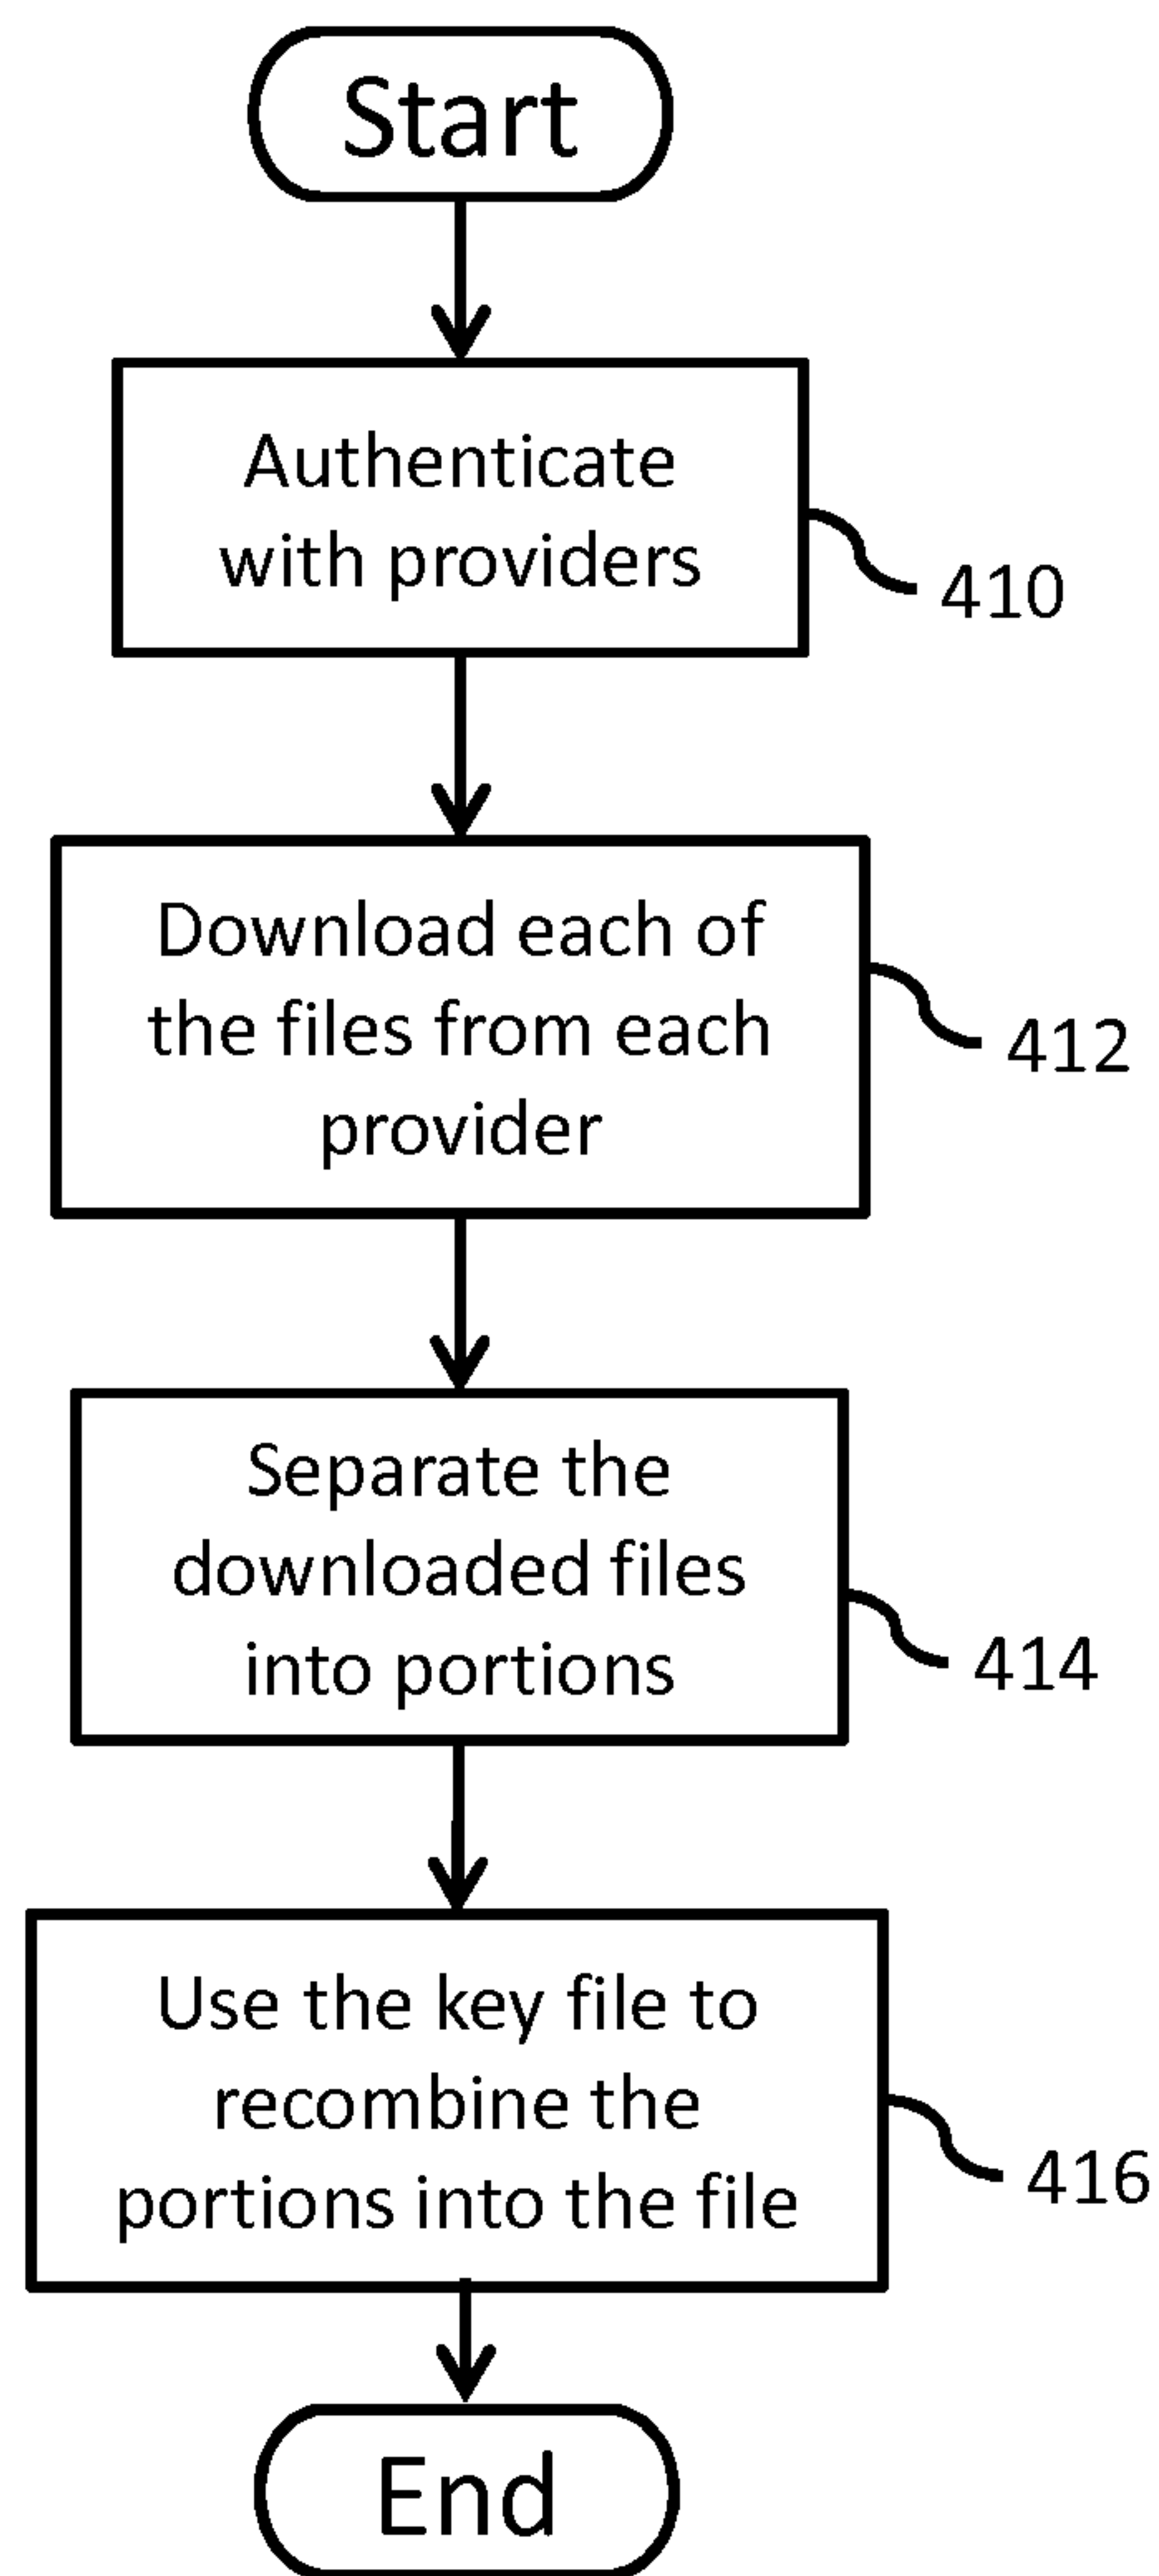 Start
Authenticate
with providers
410
Download each of
the files from each
provider
412
Separate the
downloaded files
into portions
414
Use the key file to
recombine the
portions into the file
416
End